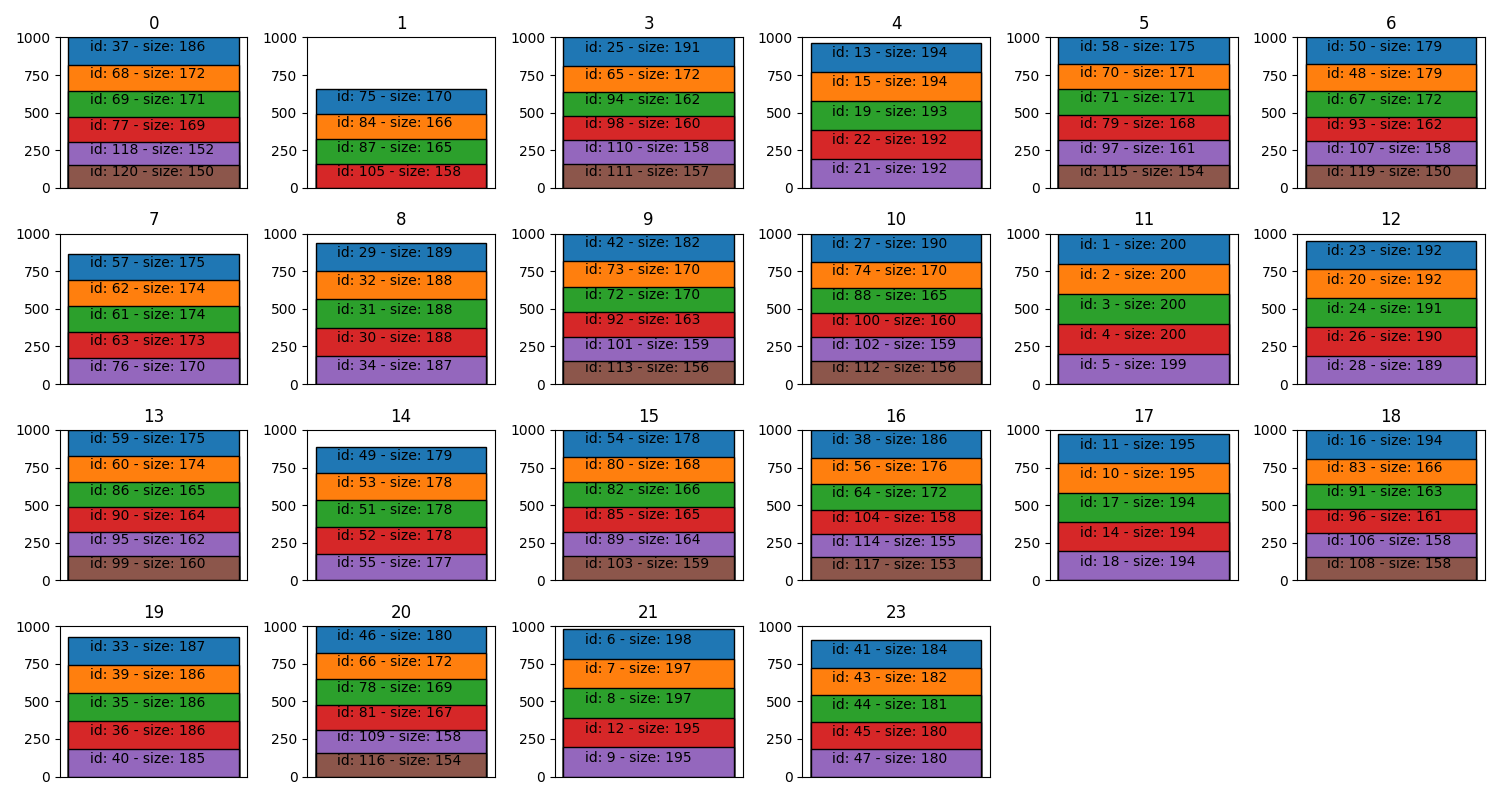 0
1000
750
500
250
0
id: 37 - size: 186
id: 68 - size: 172
id: 69 - size: 171
id: 77 - size: 169
id: 118 - size: 152
id: 120 - size: 150
1
1000
750
500
250
0
id: 75 - size: 170
id: 84 - size: 166
id: 87 - size: 165
id: 105 - size: 158
3
1000
750
500
250
0
id: 25 - size: 191
id: 65 - size: 172
id: 94 - size: 162
id: 98 - size: 160
id: 110 - size: 158
id: 111 - size: 157
4
1000
750
500
250
0
id: 13 - size: 194
id: 15 - size: 194
id: 19 - size: 193
id: 22 - size: 192
id: 21 - size: 192
5
1000
750
500
250
0
id: 58 - size: 175
id: 70 - size: 171
id: 71 - size: 171
id: 79 - size: 168
id: 97 - size: 161
id: 115 - size: 154
6
1000
750
500
250
0
id: 50 - size: 179
id: 48 - size: 179
id: 67 - size: 172
id: 93 - size: 162
id: 107 - size: 158
id: 119 - size: 150
7
1000
750
500
250
0
id: 57 - size: 175
id: 62 - size: 174
id: 61 - size: 174
id: 63 - size: 173
id: 76 - size: 170
8
1000
750
500
250
0
id: 29 - size: 189
id: 32 - size: 188
id: 31 - size: 188
id: 30 - size: 188
id: 34 - size: 187
9
1000
750
500
250
0
id: 42 - size: 182
id: 73 - size: 170
id: 72 - size: 170
id: 92 - size: 163
id: 101 - size: 159
id: 113 - size: 156
10
1000
750
500
250
0
id: 27 - size: 190
id: 74 - size: 170
id: 88 - size: 165
id: 100 - size: 160
id: 102 - size: 159
id: 112 - size: 156
11
1000
750
500
250
0
id: 1 - size: 200
id: 2 - size: 200
id: 3 - size: 200
id: 4 - size: 200
id: 5 - size: 199
12
1000
750
500
250
0
id: 23 - size: 192
id: 20 - size: 192
id: 24 - size: 191
id: 26 - size: 190
id: 28 - size: 189
13
1000
750
500
250
0
id: 59 - size: 175
id: 60 - size: 174
id: 86 - size: 165
id: 90 - size: 164
id: 95 - size: 162
id: 99 - size: 160
14
1000
750
500
250
0
id: 49 - size: 179
id: 53 - size: 178
id: 51 - size: 178
id: 52 - size: 178
id: 55 - size: 177
15
1000
750
500
250
0
id: 54 - size: 178
id: 80 - size: 168
id: 82 - size: 166
id: 85 - size: 165
id: 89 - size: 164
id: 103 - size: 159
16
1000
750
500
250
0
id: 38 - size: 186
id: 56 - size: 176
id: 64 - size: 172
id: 104 - size: 158
id: 114 - size: 155
id: 117 - size: 153
17
1000
750
500
250
0
id: 11 - size: 195
id: 10 - size: 195
id: 17 - size: 194
id: 14 - size: 194
id: 18 - size: 194
18
1000
750
500
250
0
id: 16 - size: 194
id: 83 - size: 166
id: 91 - size: 163
id: 96 - size: 161
id: 106 - size: 158
id: 108 - size: 158
19
1000
750
500
250
0
id: 33 - size: 187
id: 39 - size: 186
id: 35 - size: 186
id: 36 - size: 186
id: 40 - size: 185
20
1000
750
500
250
0
id: 46 - size: 180
id: 66 - size: 172
id: 78 - size: 169
id: 81 - size: 167
id: 109 - size: 158
id: 116 - size: 154
21
1000
750
500
250
0
id: 6 - size: 198
id: 7 - size: 197
id: 8 - size: 197
id: 12 - size: 195
id: 9 - size: 195
23
1000
750
500
250
0
id: 41 - size: 184
id: 43 - size: 182
id: 44 - size: 181
id: 45 - size: 180
id: 47 - size: 180